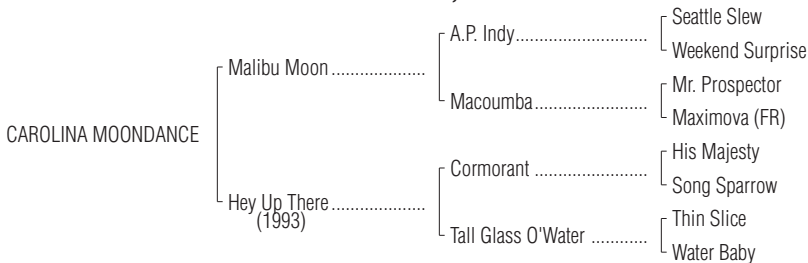 Seattle Slew
A.P. Indy..............................
Weekend Surprise
Malibu Moon .....................
Mr. Prospector
Macoumba..........................
Maximova (FR)
CAROLINA MOONDANCE
His Majesty
Cormorant ..........................
Song Sparrow
Hey Up There.....................
(1993)
Thin Slice
Tall Glass O'Water .............
Water Baby